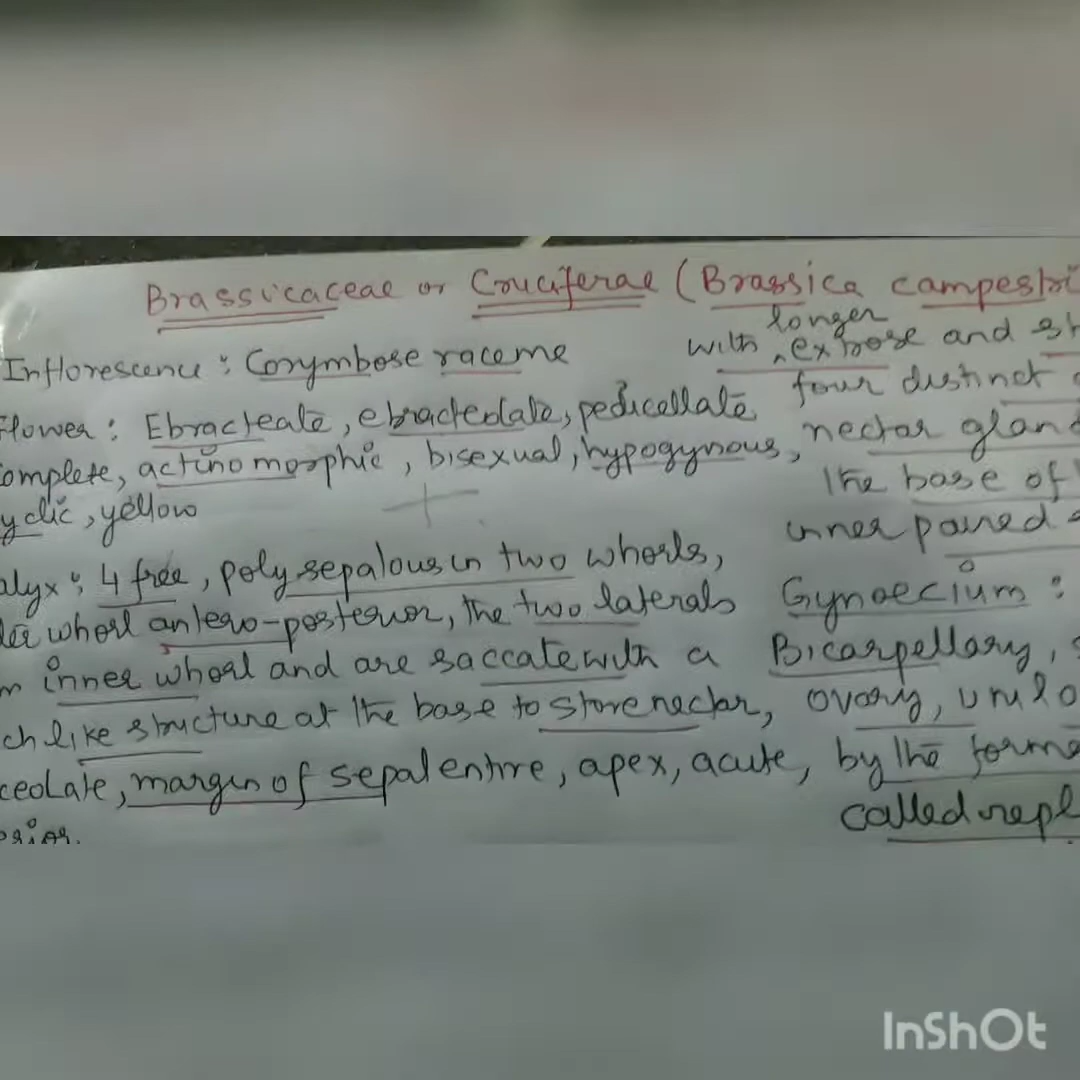 Brassicaceae or Cruciferae (Brassica campestri
Inflorescence : Corymbose raceme
Flower : Ebracteate, ebracteolate, pedicellate
omplete, actinomorphic, bisexual, hypogynous,
yclic, yellow
alyx : 4 free, polysepalous in two whorls,
whorl antero-posterior, the two laterals
m inner whorl and are saccate with a
ch like structure at the base to store nectar,
ceolate, margin of sepal entire, apex, acute,
erior.
longer
with and sh
four distinct
nectar gland
the base of
inner paired
Gynoecium :
Bicarpellary, s
ovary, unilo
by the forma
called repl
InShOt